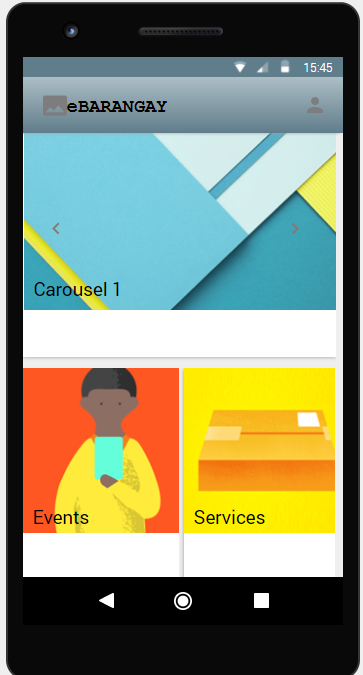 15:45
eBARANGAY
Carousel 1
Events
Services